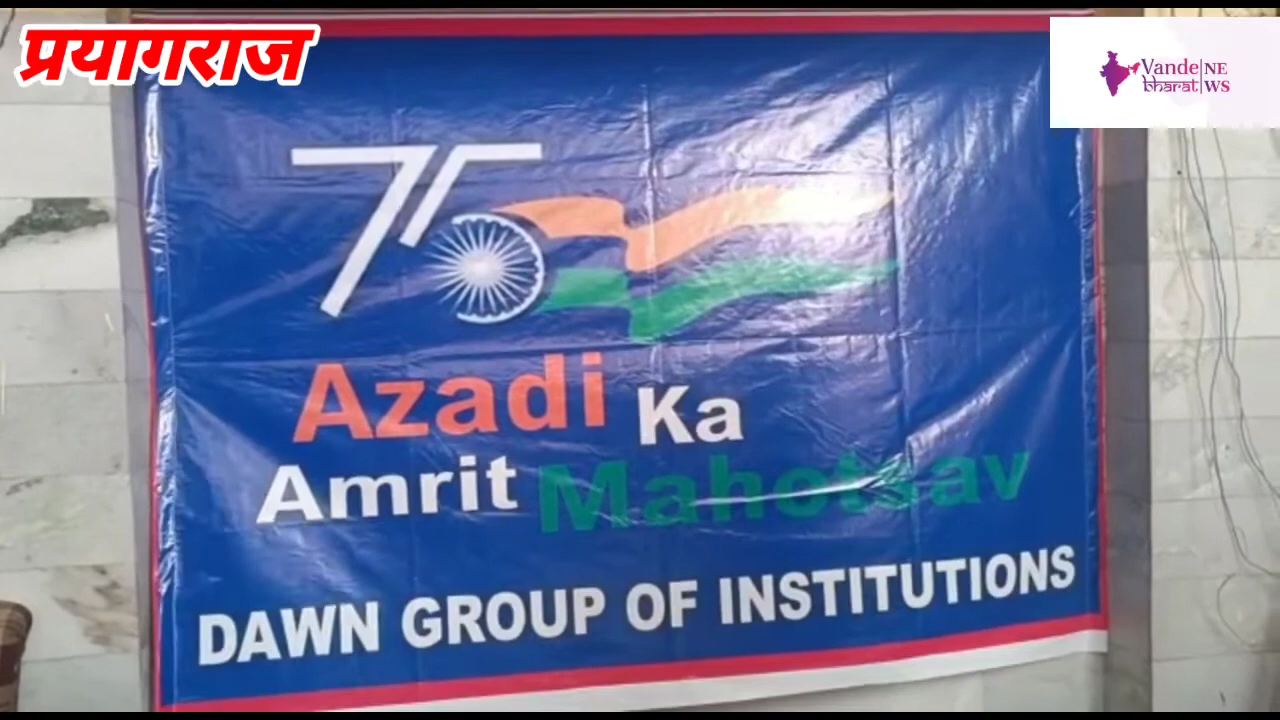 प्रयागराज
Vande NE
bharat WS
75
Azadi Ka
Amrit Mahotsav
DAWN GROUP OF INSTITUTIONS